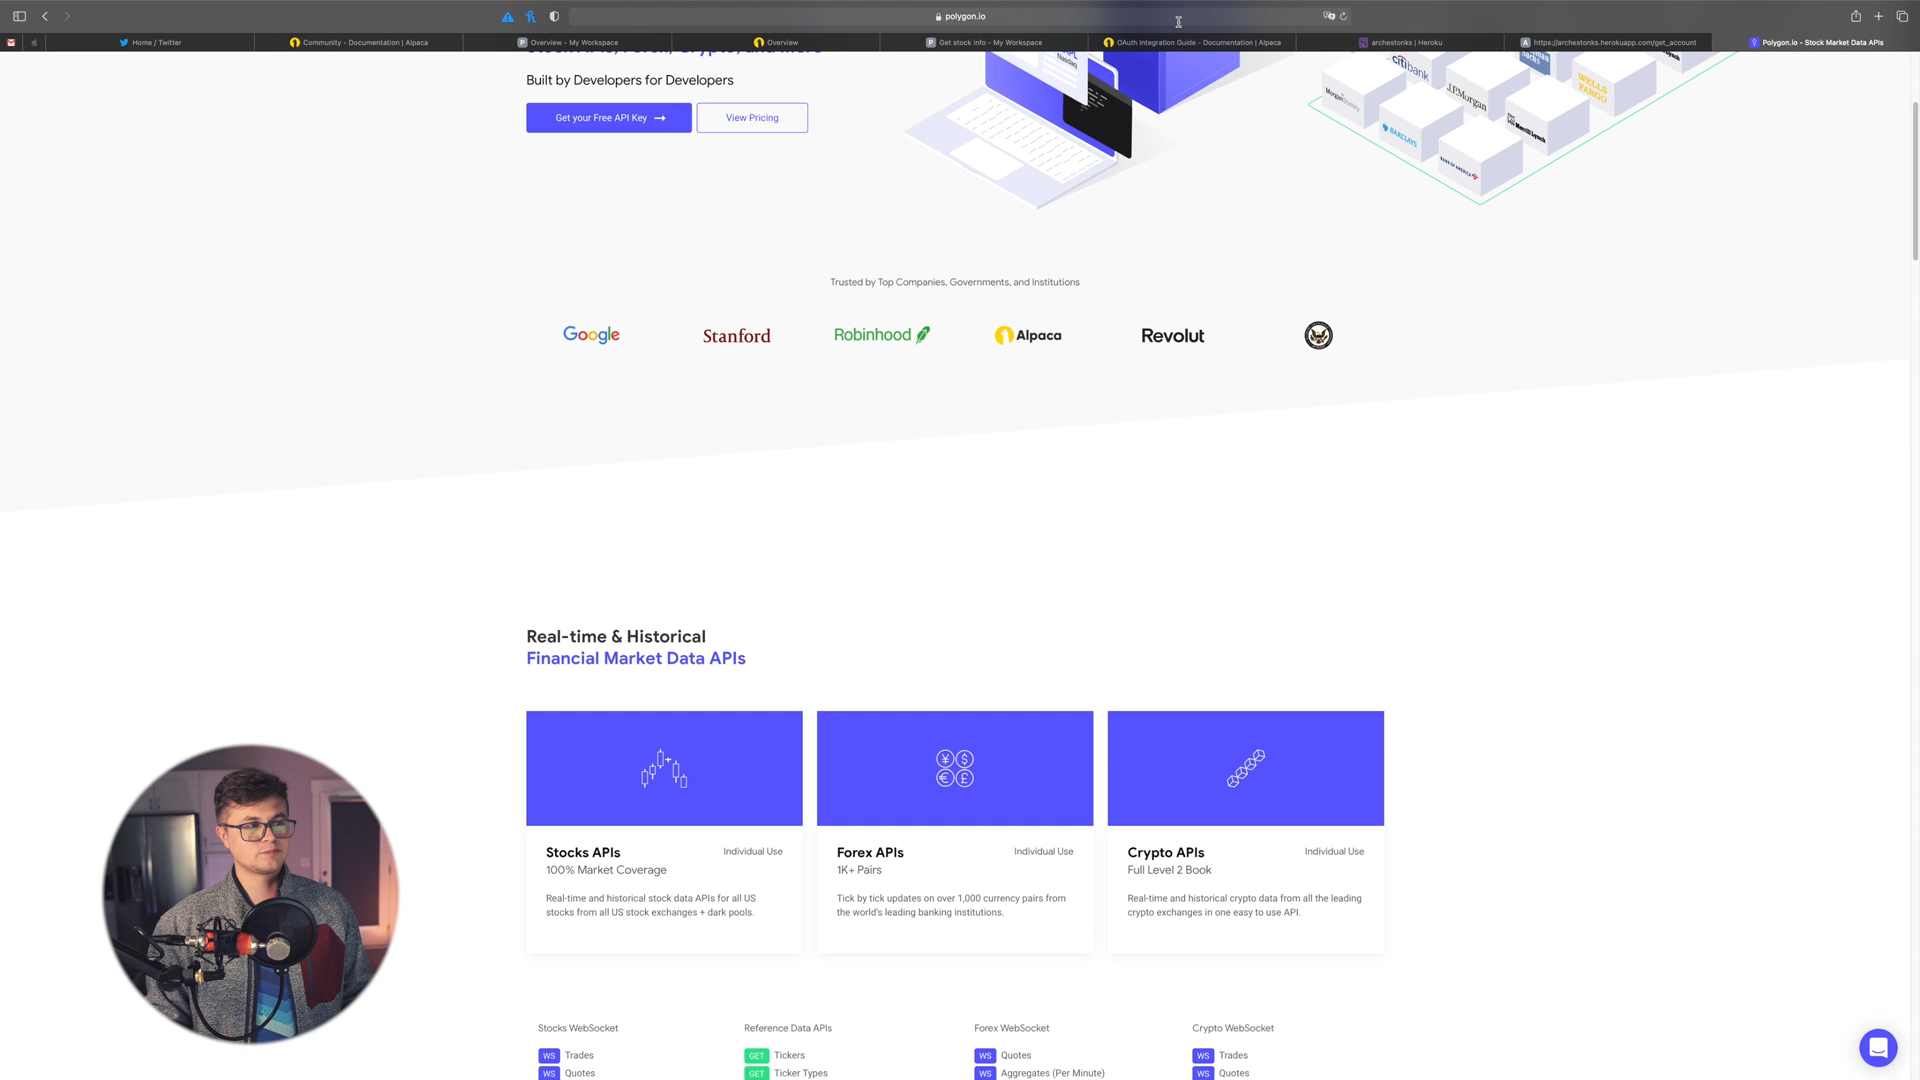 polygon.io
Home / Twitter
Community - Documentation | Alpaca
Overview - My Workspace
Overview
Get stock info - My Workspace
OAuth Integration Guide - Documentation | Alpaca
archestonks | Heroku
https://archestonks.herokuapp.com/get_account
Polygon.io - Stock Market Data APIs
Built by Developers for Developers
Get your Free API Key →
View Pricing
Nasdaq
citibank
Morgan Stanley
J.P.Morgan
WELLS FARGO
BARCLAYS
Merrill Lynch
BANK OF AMERICA
Trusted by Top Companies, Governments, and Institutions
Google
Stanford
Robinhood
Alpaca
Revolut
Real-time & Historical
Financial Market Data APIs
Stocks APIs
Individual Use
100% Market Coverage
Real-time and historical stock data APIs for all US
stocks from all US stock exchanges + dark pools.
Forex APIs
Individual Use
1K+ Pairs
Tick by tick updates on over 1,000 currency pairs from
the world's leading banking institutions.
Crypto APIs
Individual Use
Full Level 2 Book
Real-time and historical crypto data from all the leading
crypto exchanges in one easy to use API.
Stocks WebSocket
WS Trades
WS Quotes
Reference Data APIs
GET Tickers
GET Ticker Types
Forex WebSocket
WS Quotes
WS Aggregates (Per Minute)
Crypto WebSocket
WS Trades
WS Quotes